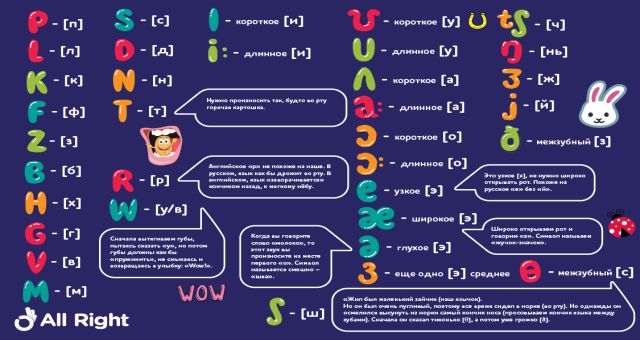 P - [п]
L - [л]
K - [к]
F - [ф]
Z - [з]
B - [б]
H - [х]
G - [г]
V - [в]
M - [м]
S - [с]
D - [д]
N - [н]
T - [т]
R - [р]
W - [у/в]
I - короткое [и]
i: - длинное [и]
Нужно произносить так, будто во рту
горячая картошка.
Английское «р» не похоже на наше. В
русском, язык как бы дрожит во рту. В
английском, язык «заворачивается»
кончиком назад, к мягкому нёбу.
Сначала вытягиваем губы,
пытаясь сказать «у», но потом
губы должны как бы
«пружинить», не смыкаясь и
возвращаясь в улыбку: «Wow!».
WOW
Когда вы говорите
слово «молоко», то
этот звук вы
произносите на месте
первого «о». Символ
называется смешно –
«шва».
ʊ - короткое [у]
U - длинное [у]
ʌ - короткое [а]
a: - длинное [а]
ɔ - короткое [о]
ɔ: - длинное [о]
e - узкое [э]
æ - широкое [э]
ə - глухое [э]
з - еще одно [э] среднее
tʃ - [ч]
ŋ - [нь]
ʒ - [ж]
j - [й]
ð - межзубный [з]
Это узкое [э], не нужно широко
открывать рот. Похоже на
русское «е» без «й».
Широко открываем рот и
говорим «э». Символ называем
«жучок-значок».
ө - межзубный [с]
ʃ - [ш]
«Жил был маленький зайчик (наш язычок).
Но он был очень пугливый, поэтому все время сидел в норке (во рту). Но однажды он
осмелился высунуть из норки самый кончик носа (просовываем кончик языка между
зубами). Сначала он сказал тихонько [θ], а потом уже громко [ð].
All Right